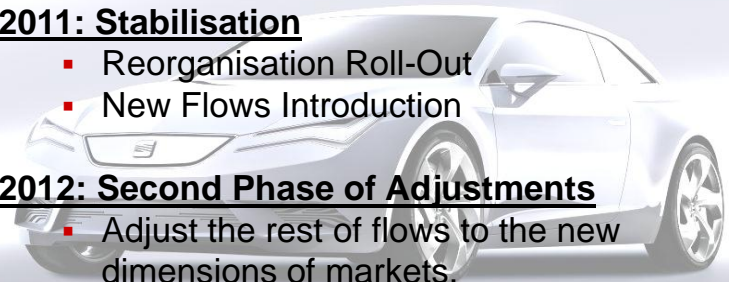 2011: Stabilisation
▪ Reorganisation Roll-Out
▪ New Flows Introduction
2012: Second Phase of Adjustments
▪ Adjust the rest of flows to the new
dimensions of markets.